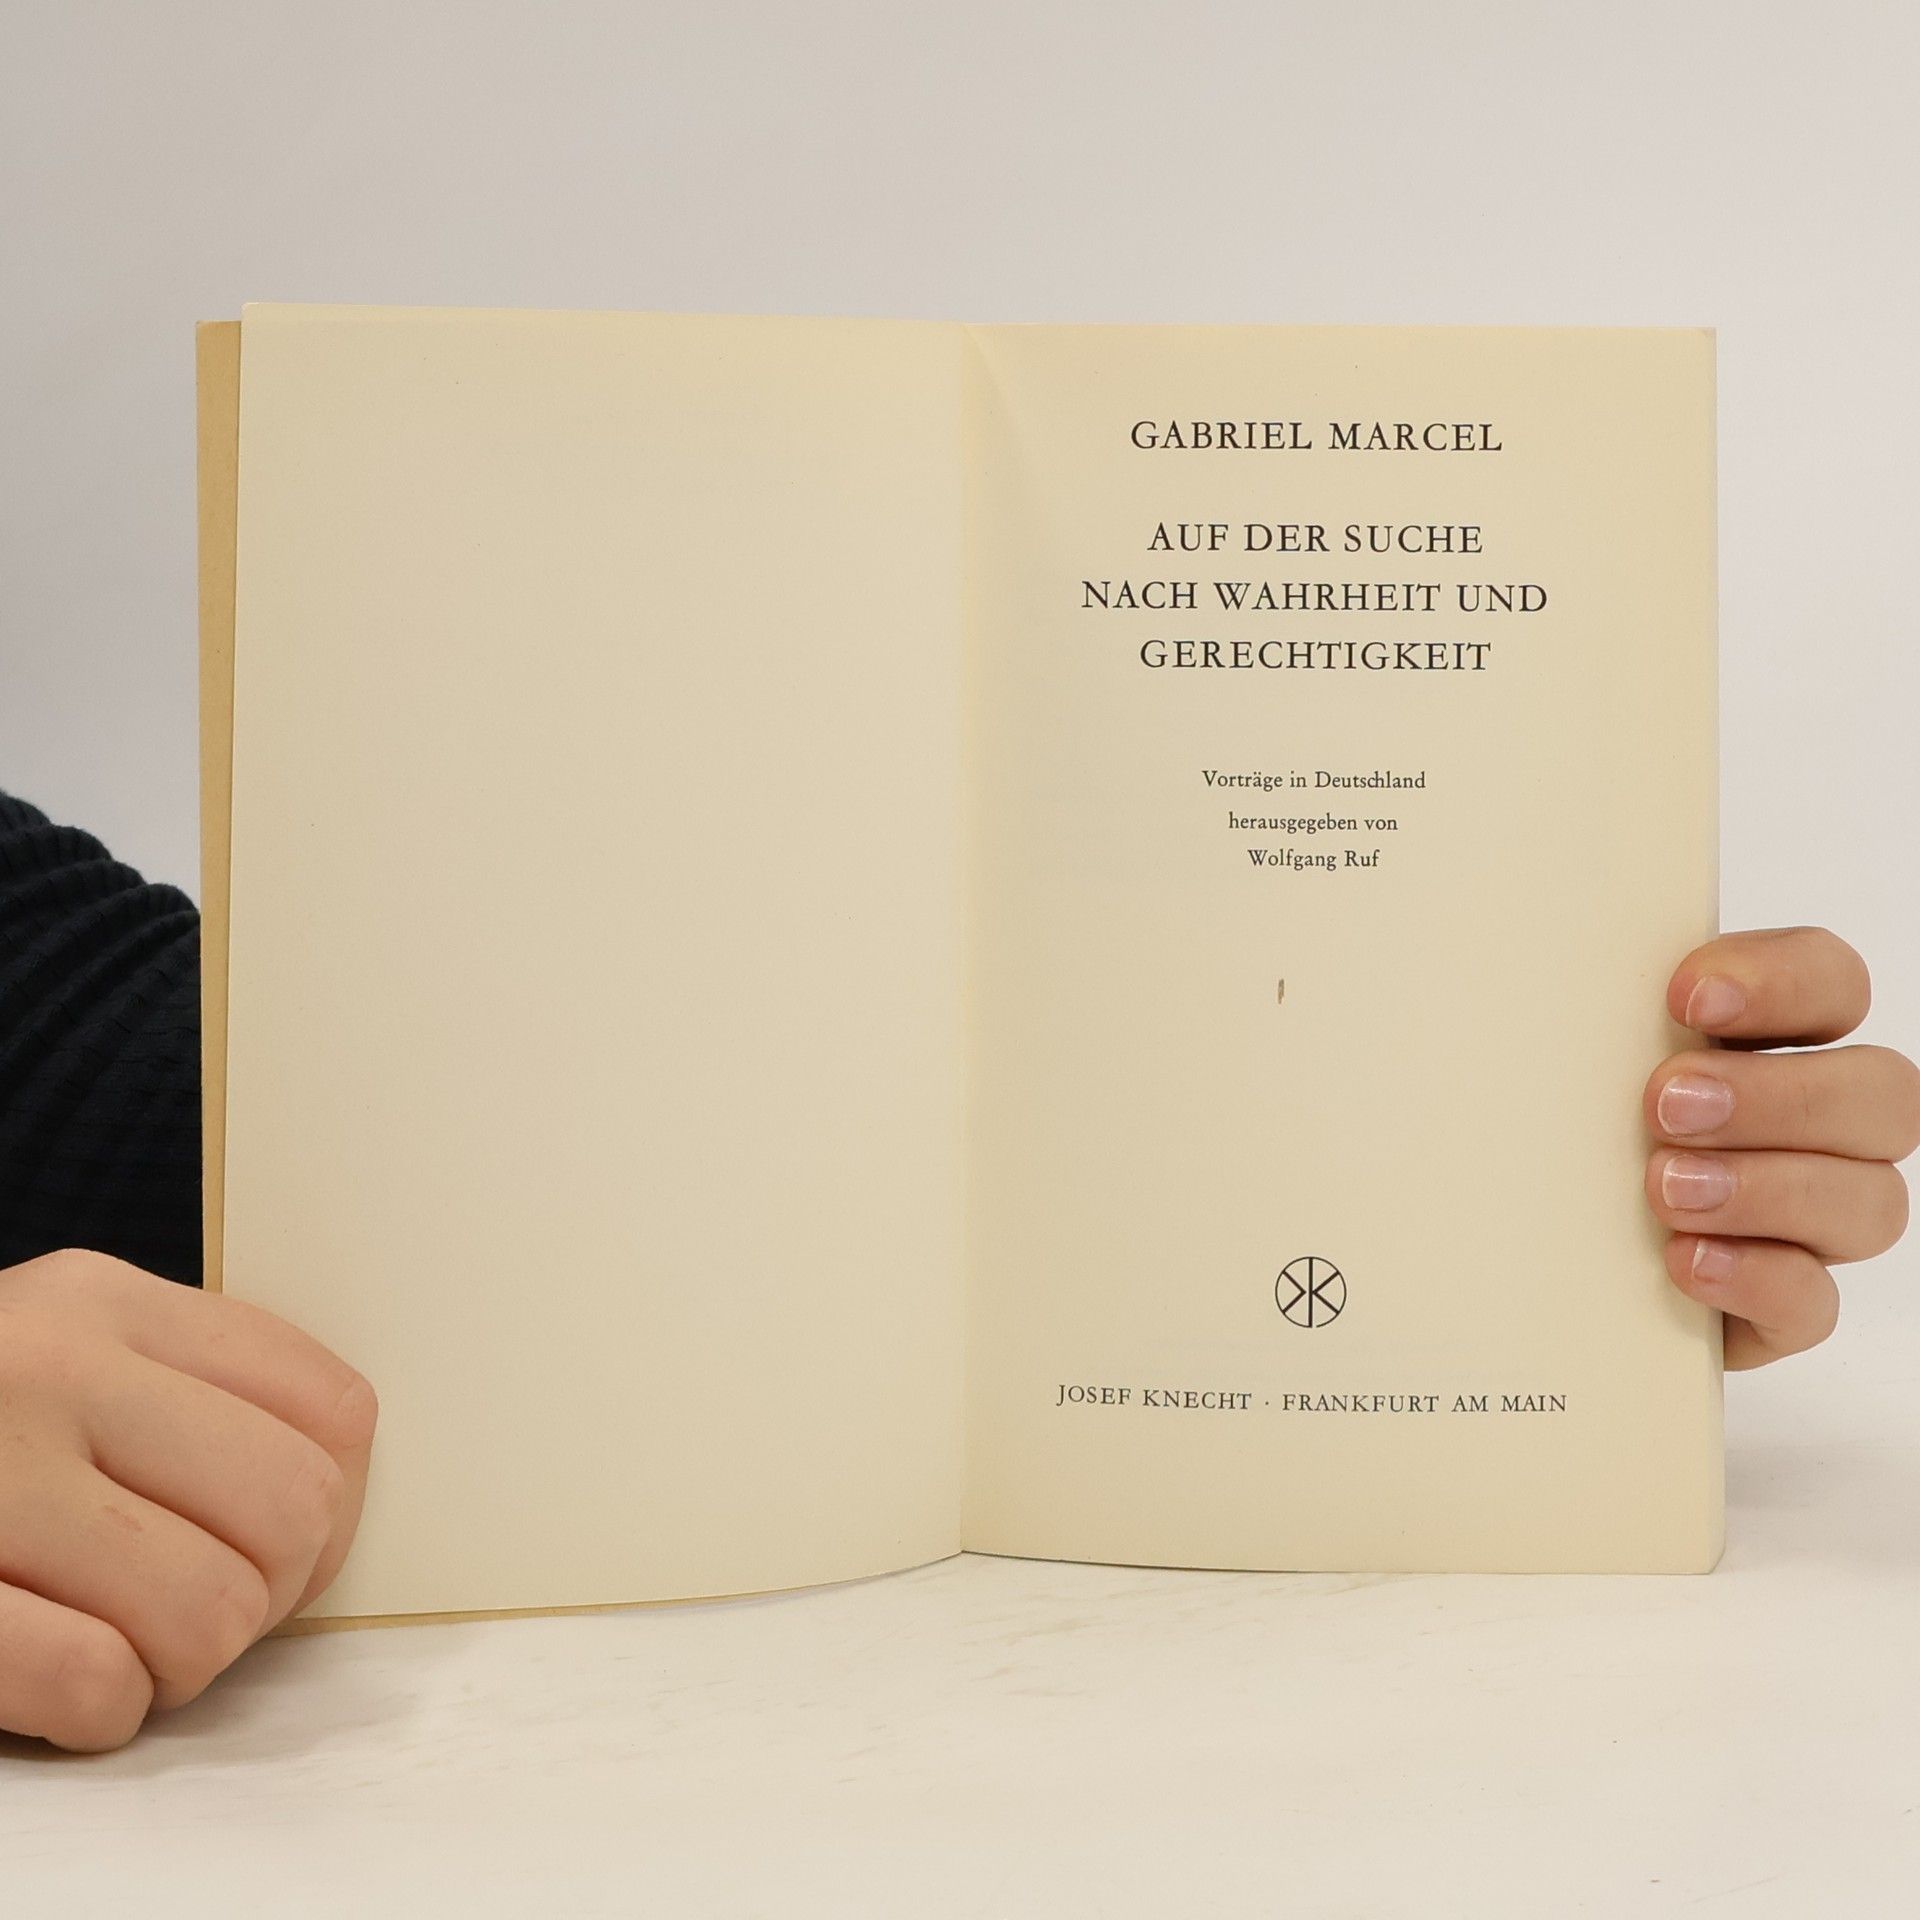 GABRIEL MARCEL
AUF DER SUCHE
NACH WAHRHEIT UND
GERECHTIGKEIT
Vorträge in Deutschland
herausgegeben von
Wolfgang Ruf
JOSEF KNECHT · FRANKFURT AM MAIN